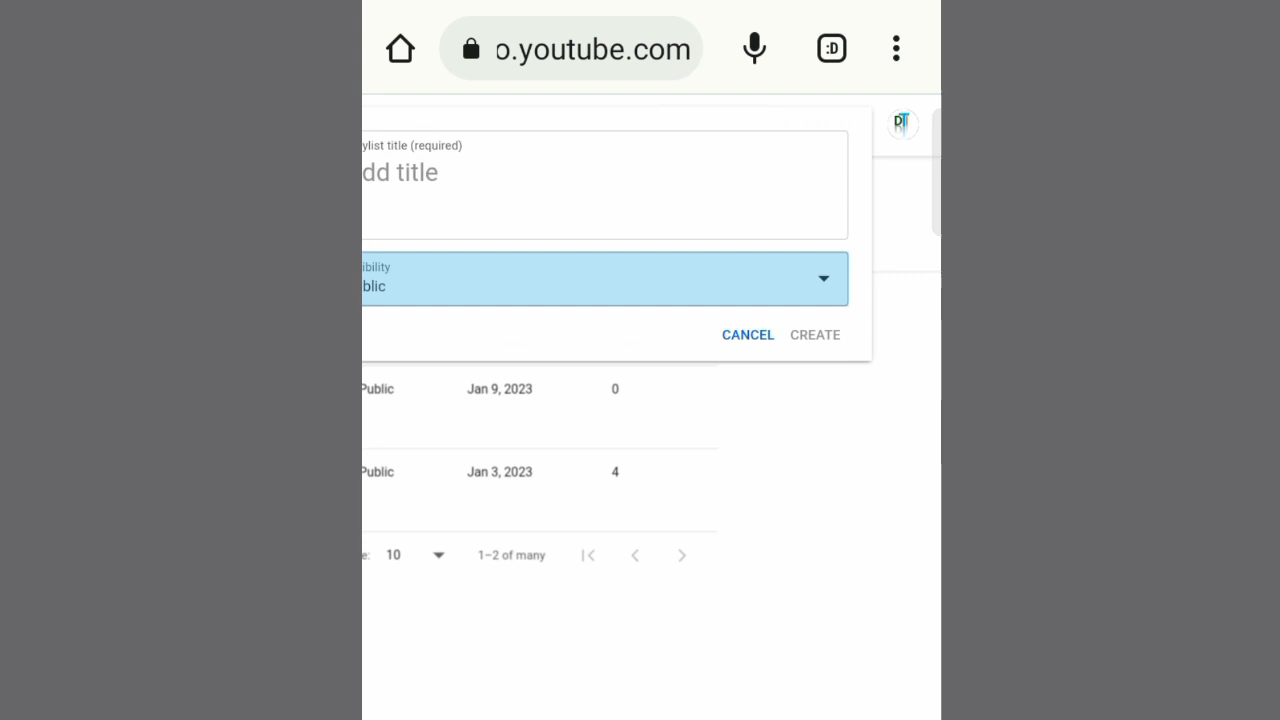 o.youtube.com
:D
RT
ylist title (required)
dd title
ibility
blic
CANCEL CREATE
Public Jan 9, 2023 0
Public Jan 3, 2023 4
e: 10 1–2 of many